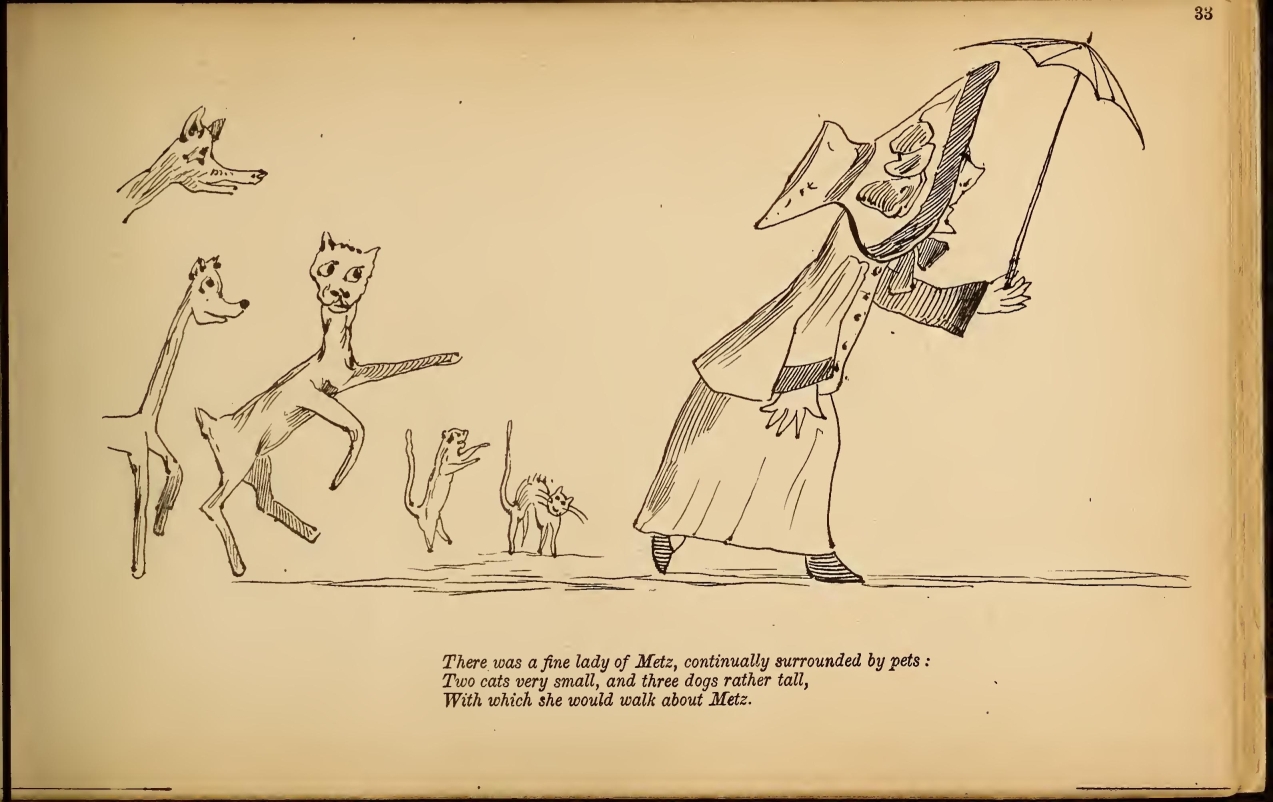 33
There was a fine lady of Metz, continually surrounded by pets :
Two cats very small, and three dogs rather tall,
With which she would walk about Metz.